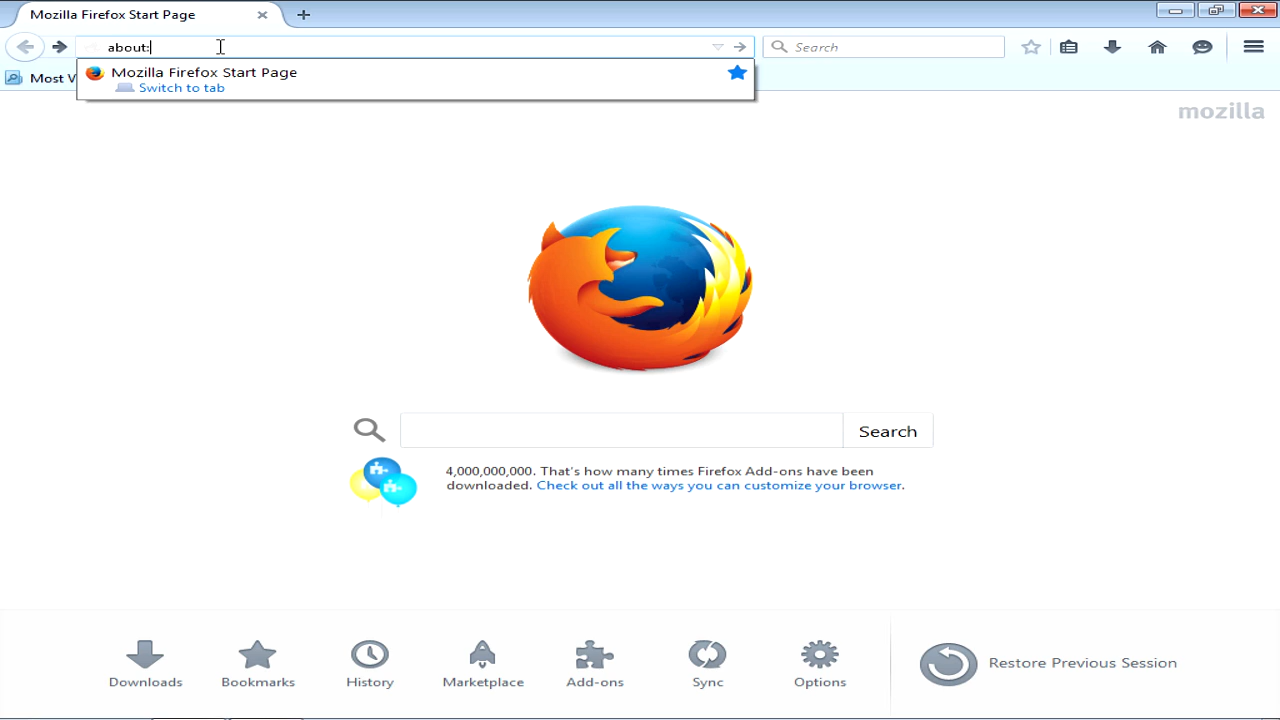 Mozilla Firefox Start Page
about:
Search
Most V
Mozilla Firefox Start Page
Switch to tab
mozilla
Search
4,000,000,000. That's how many times Firefox Add-ons have been
downloaded. Check out all the ways you can customize your browser.
Downloads
Bookmarks
History
Marketplace
Add-ons
Sync
Options
Restore Previous Session